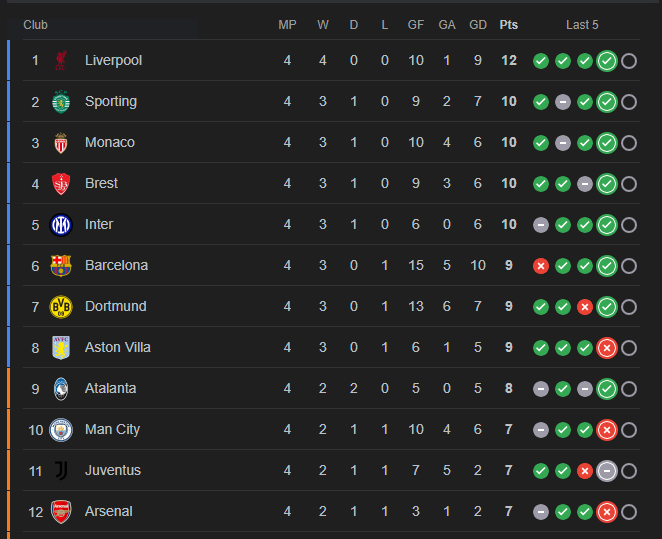 Club MP W D L GF GA GD Pts Last 5
1 Liverpool 4 4 0 0 10 1 9 12
2 Sporting 4 3 1 0 9 2 7 10
3 Monaco 4 3 1 0 10 4 6 10
4 Brest 4 3 1 0 9 3 6 10
5 Inter 4 3 1 0 6 0 6 10
6 Barcelona 4 3 0 1 15 5 10 9
7 Dortmund 4 3 0 1 13 6 7 9
8 Aston Villa 4 3 0 1 6 1 5 9
9 Atalanta 4 2 2 0 5 0 5 8
10 Man City 4 2 1 1 10 4 6 7
11 Juventus 4 2 1 1 7 5 2 7
12 Arsenal 4 2 1 1 3 1 2 7